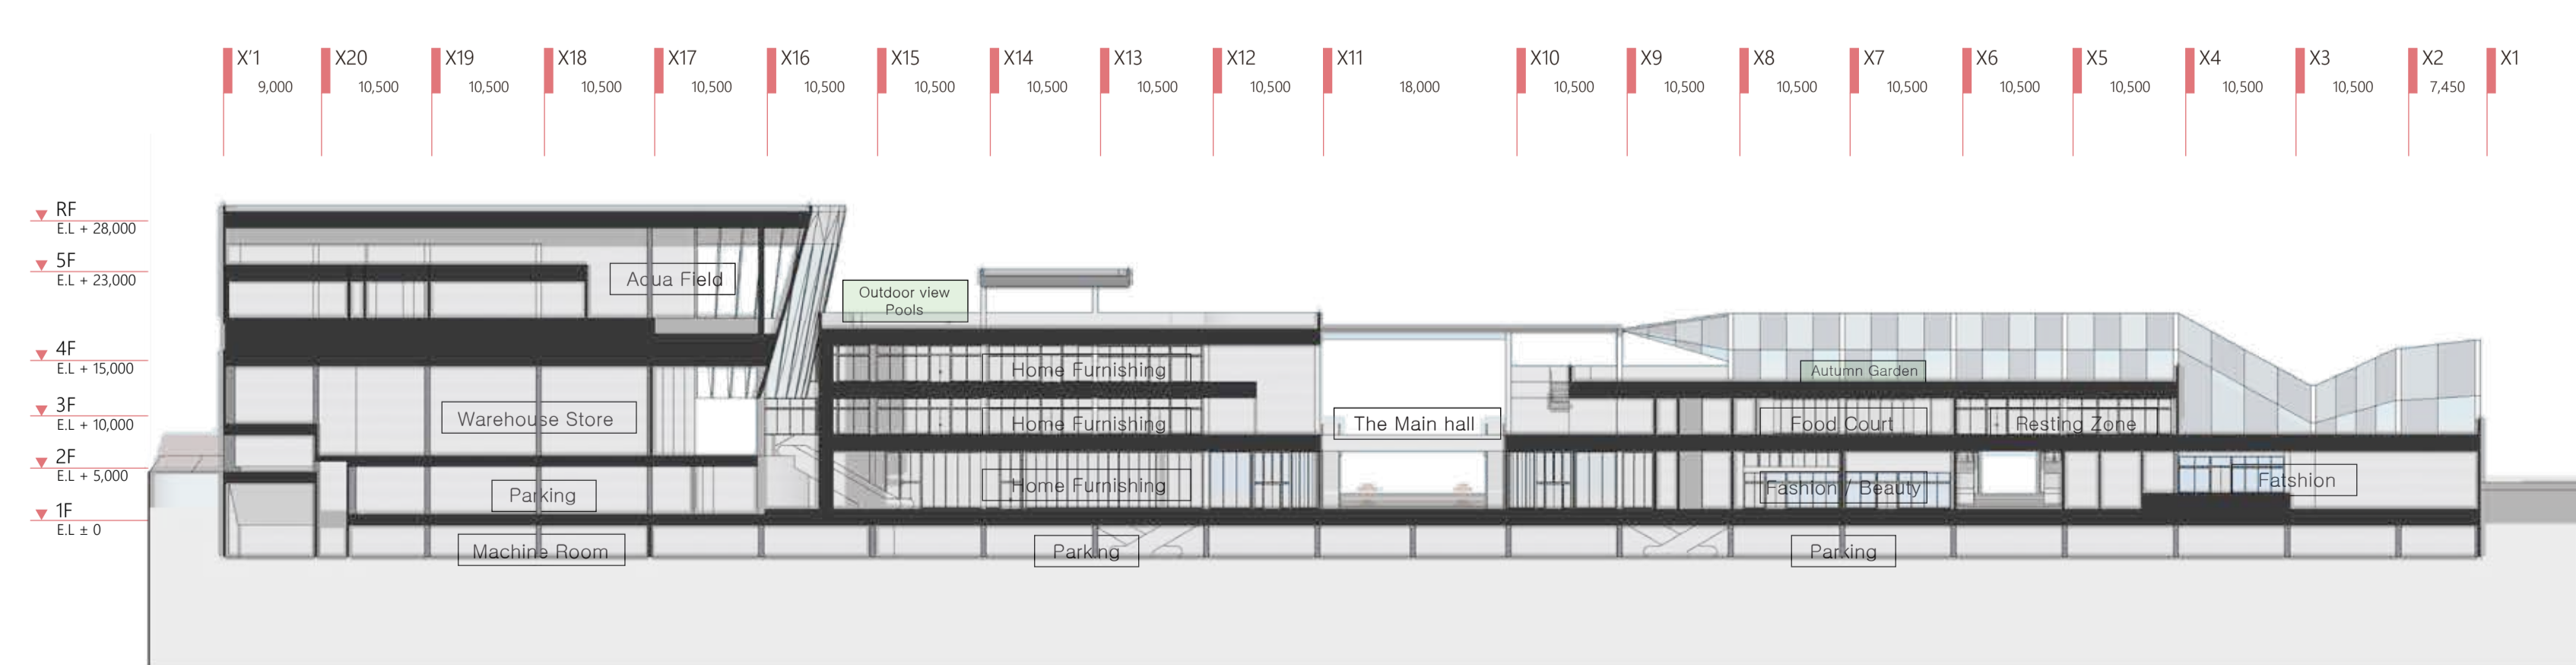 X'1 X20 X19 X18 X17 X16 X15 X14 X13 X12 X11 X10 X9 X8 X7 X6 X5 X4 X3 X2 X1
9,000 10,500 10,500 10,500 10,500 10,500 10,500 10,500 10,500 10,500 18,000 10,500 10,500 10,500 10,500 10,500 10,500 10,500 10,500 7,450
RF
E.L + 28,000
5F
E.L + 23,000
4F
E.L + 15,000
3F
E.L + 10,000
2F
E.L + 5,000
1F
E.L ± 0
Aqua Field
Outdoor view
Pools
Home Furnishing
Autumn Garden
Warehouse Store
Home Furnishing
The Main hall
Food Court
Resting Zone
Parking
Home Furnishing
Fashion / Beauty
Fatshion
Machine Room
Parking
Parking